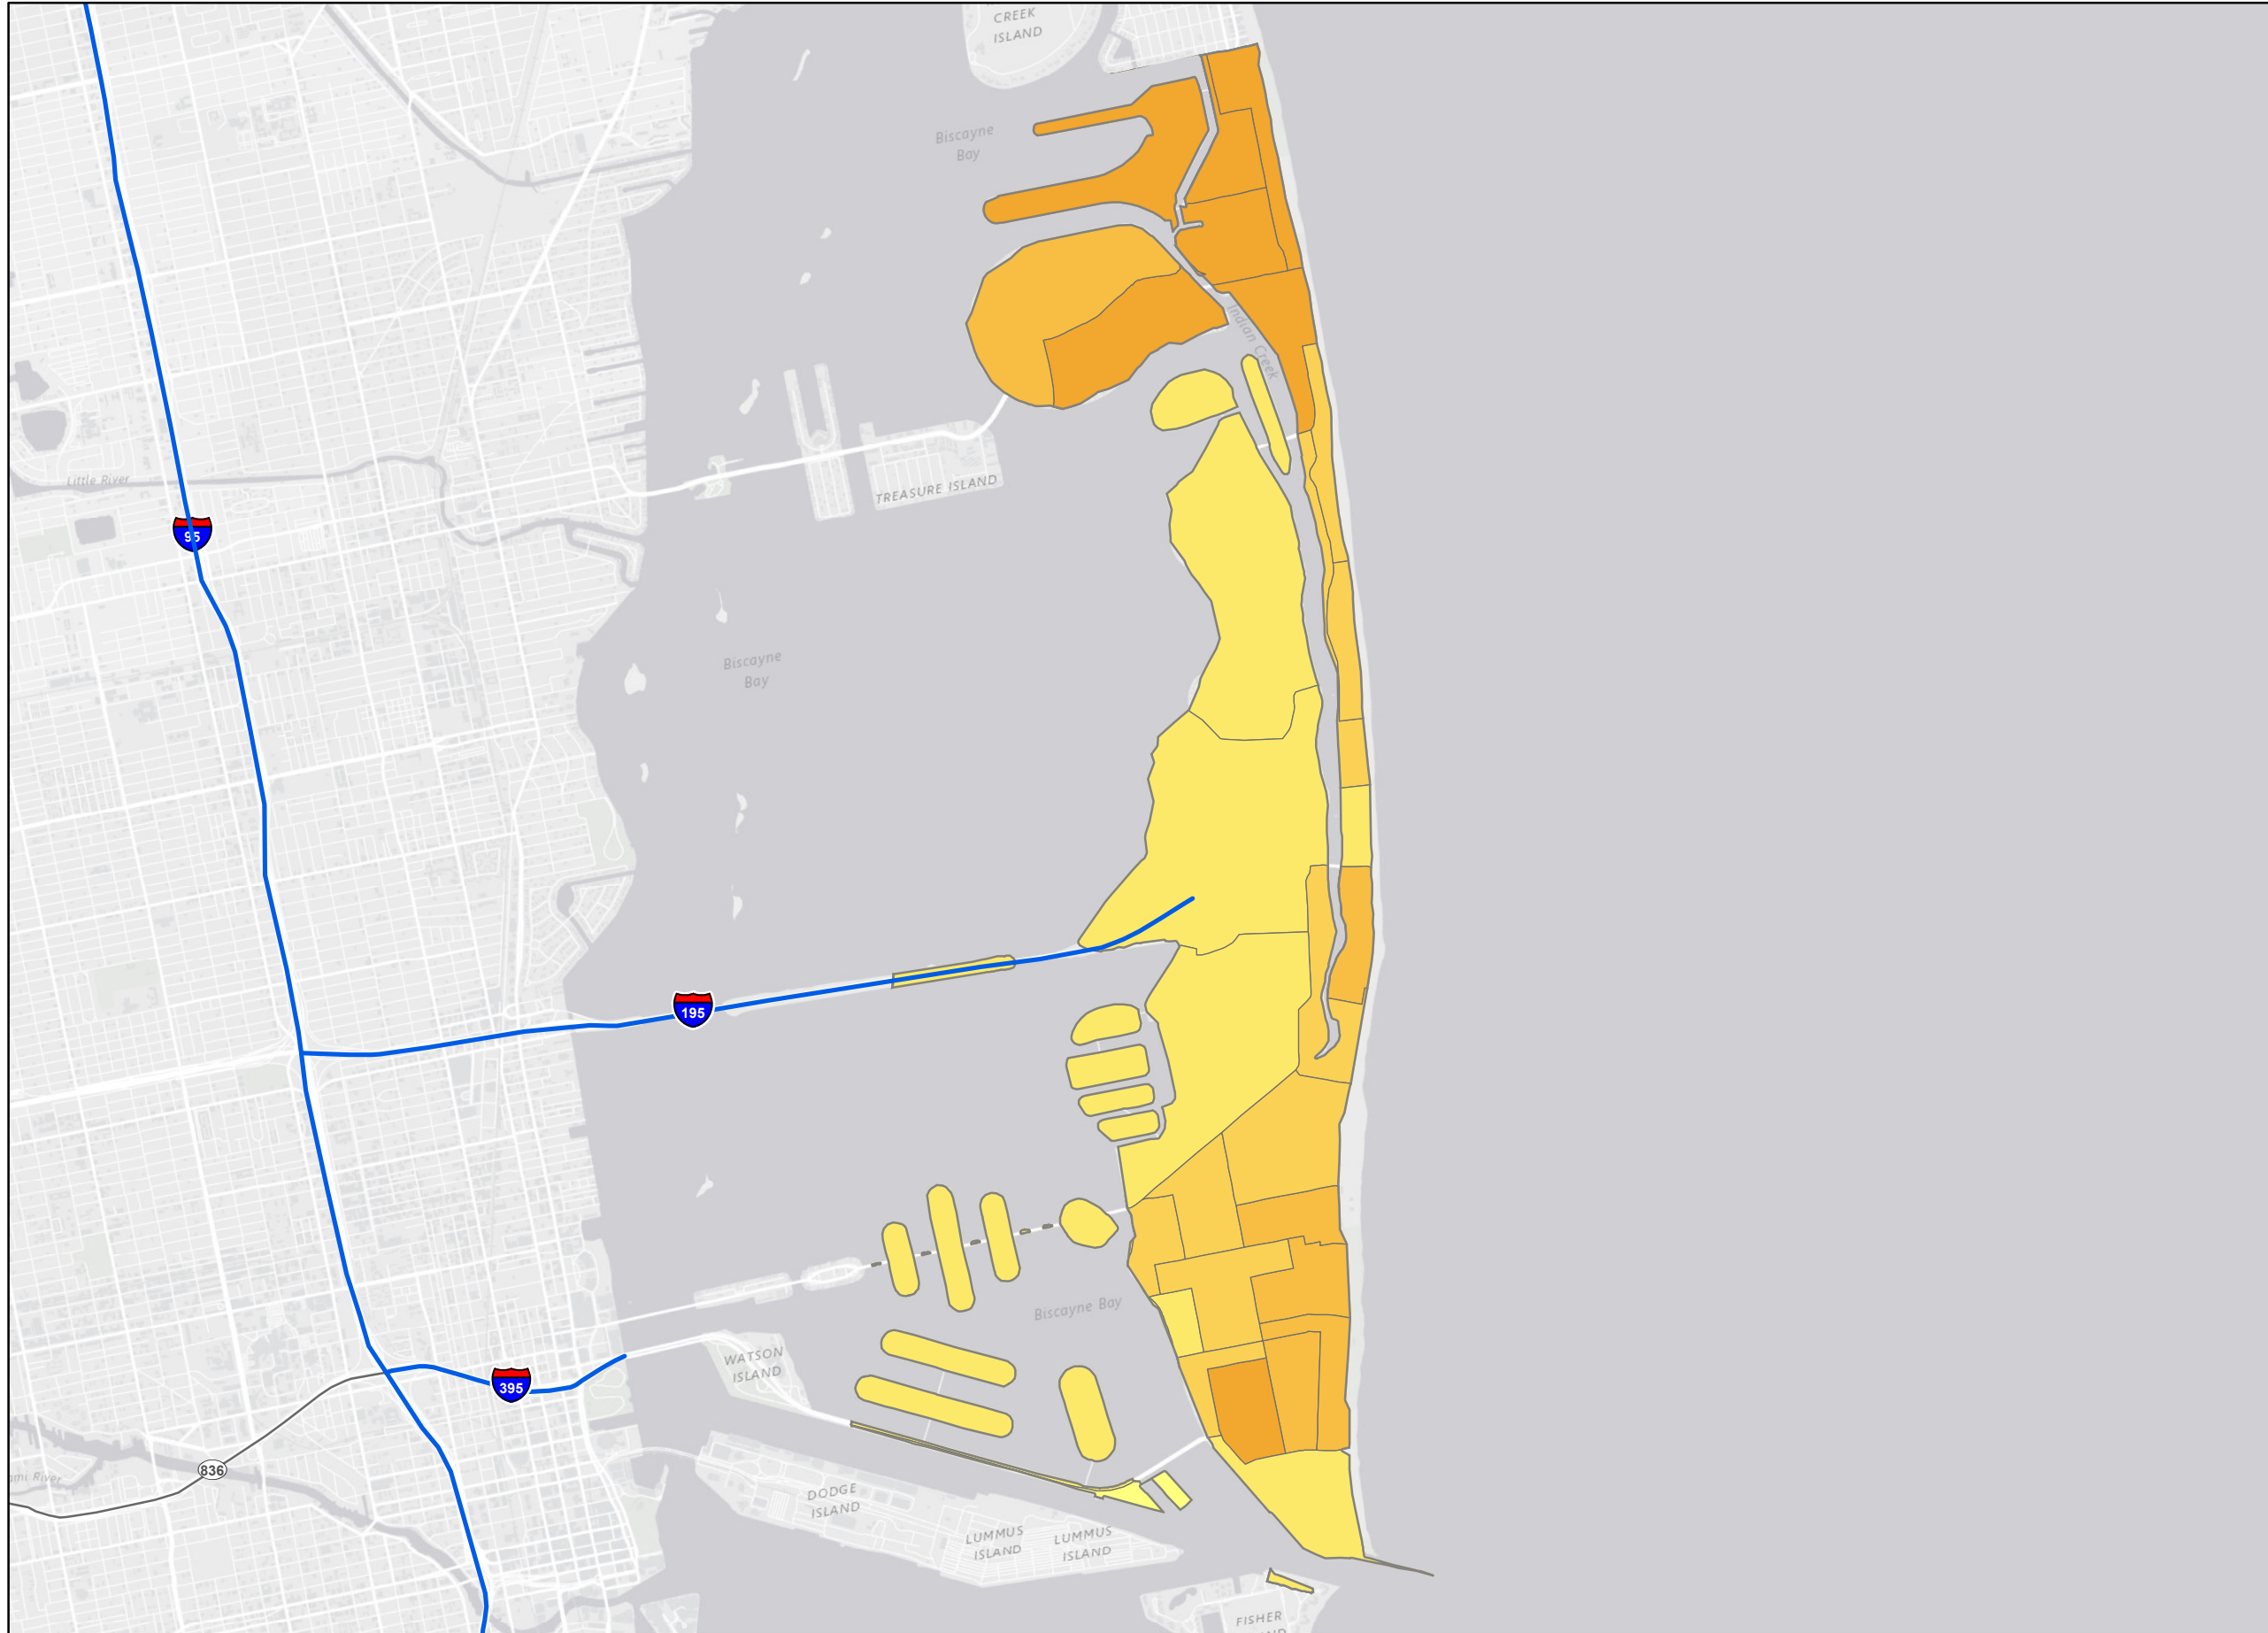 CREEK
ISLAND
Biscayne
Bay
Indian Creek
Little River
TREASURE ISLAND
95
Biscayne
Bay
195
Biscayne Bay
WATSON
ISLAND
395
836
DODGE
ISLAND
LUMMUS
ISLAND
LUMMUS
ISLAND
FISHER